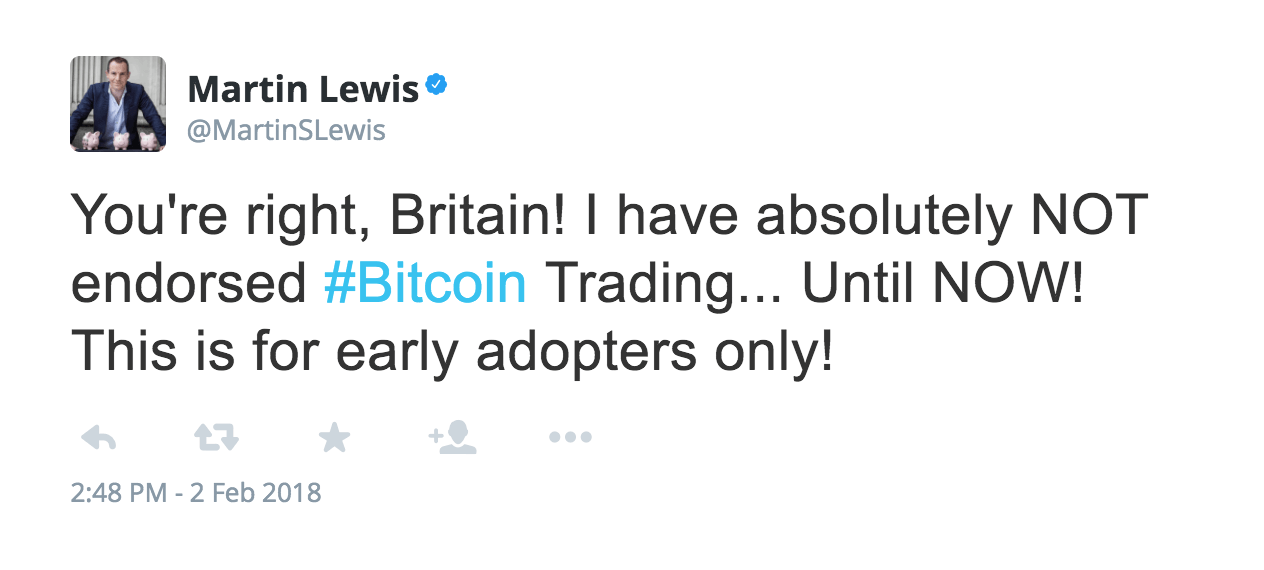 Martin Lewis
@MartinSLewis
You're right, Britain! I have absolutely NOT
endorsed #Bitcoin Trading... Until NOW!
This is for early adopters only!
2:48 PM - 2 Feb 2018